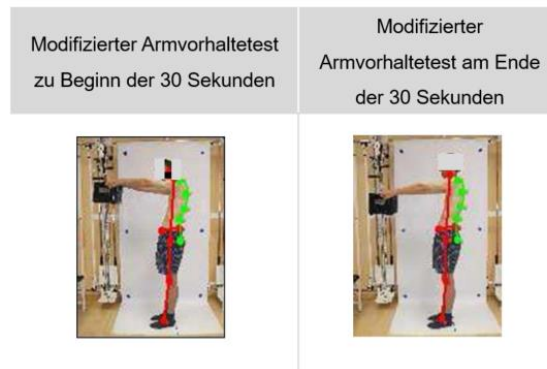 Modifizierter Armvorhaltetest
zu Beginn der 30 Sekunden
Modifizierter
Armvorhaltetest am Ende
der 30 Sekunden